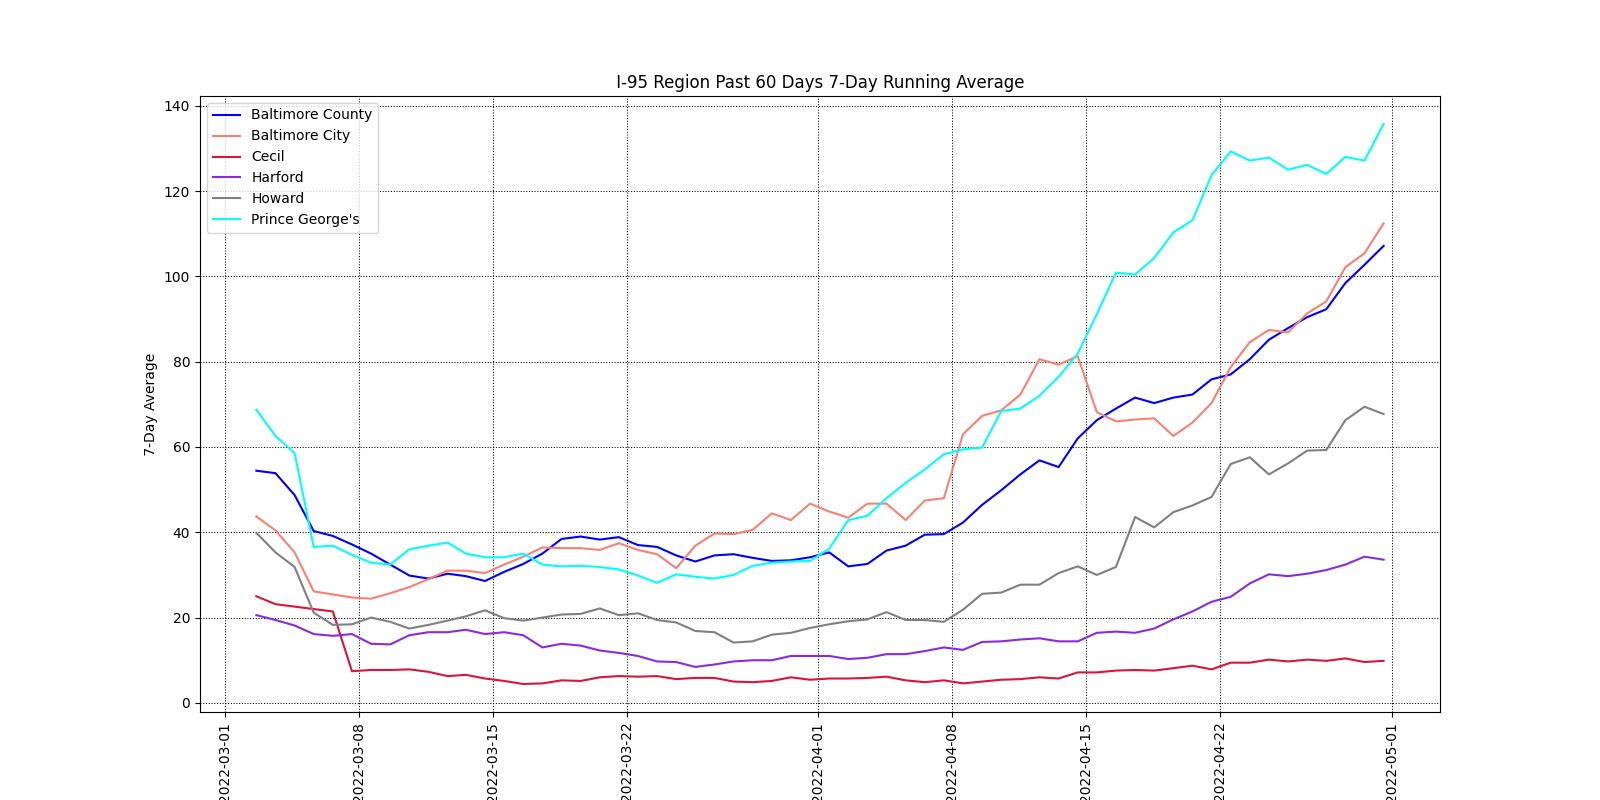 I-95 Region Past 60 Days 7-Day Running Average
140
120
100
80
60
40
20
0
7-Day Average
Baltimore County
Baltimore City
Cecil
Harford
Howard
Prince George's
2022-03-01
2022-03-08
2022-03-15
2022-03-22
2022-04-01
2022-04-08
2022-04-15
2022-04-22
2022-05-01